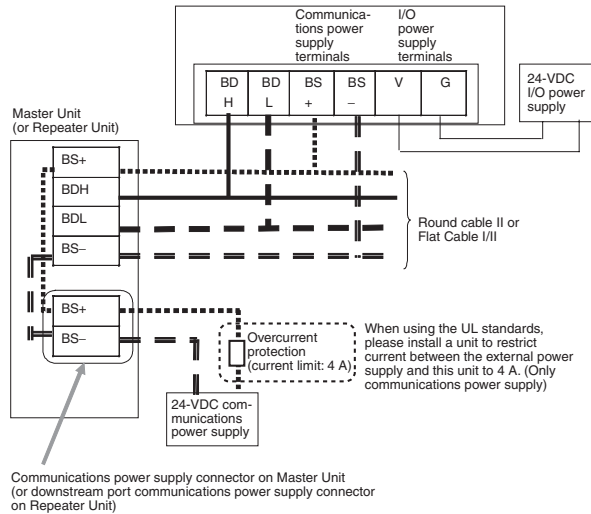 Communica-
tions power
supply
terminals
I/O
power
supply
terminals
BD
H
BD
L
BS
+
BS
–
V
G
24-VDC
I/O power
supply
Master Unit
(or Repeater Unit)
BS+
BDH
BDL
BS–
Round cable II or
Flat Cable I/II
BS+
BS–
Overcurrent
protection
(current limit: 4 A)
When using the UL standards,
please install a unit to restrict
current between the external power
supply and this unit to 4 A. (Only
communications power supply)
24-VDC com-
munications
power supply
Communications power supply connector on Master Unit
(or downstream port communications power supply connector
on Repeater Unit)